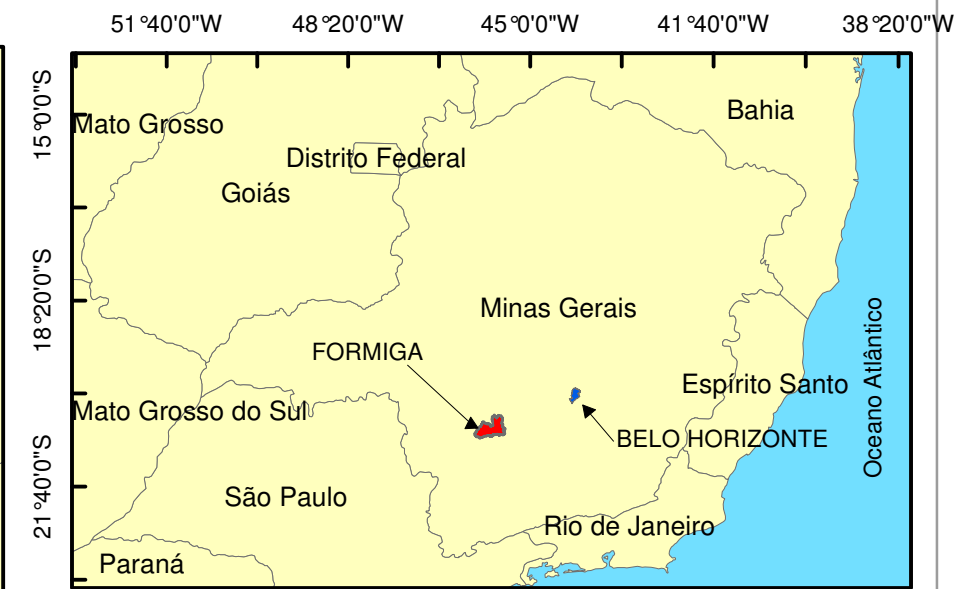 51°40'0"W 48°20'0"W 45°0'0"W 41°40'0"W 38°20'0"W
15°0'0"S
Bahia
Mato Grosso
Distrito Federal
Goiás
18°20'0"S
Minas Gerais
Oceano Atlântico
FORMIGA
Espírito Santo
Mato Grosso do Sul
BELO HORIZONTE
21°40'0"S
São Paulo
Rio de Janeiro
Paraná